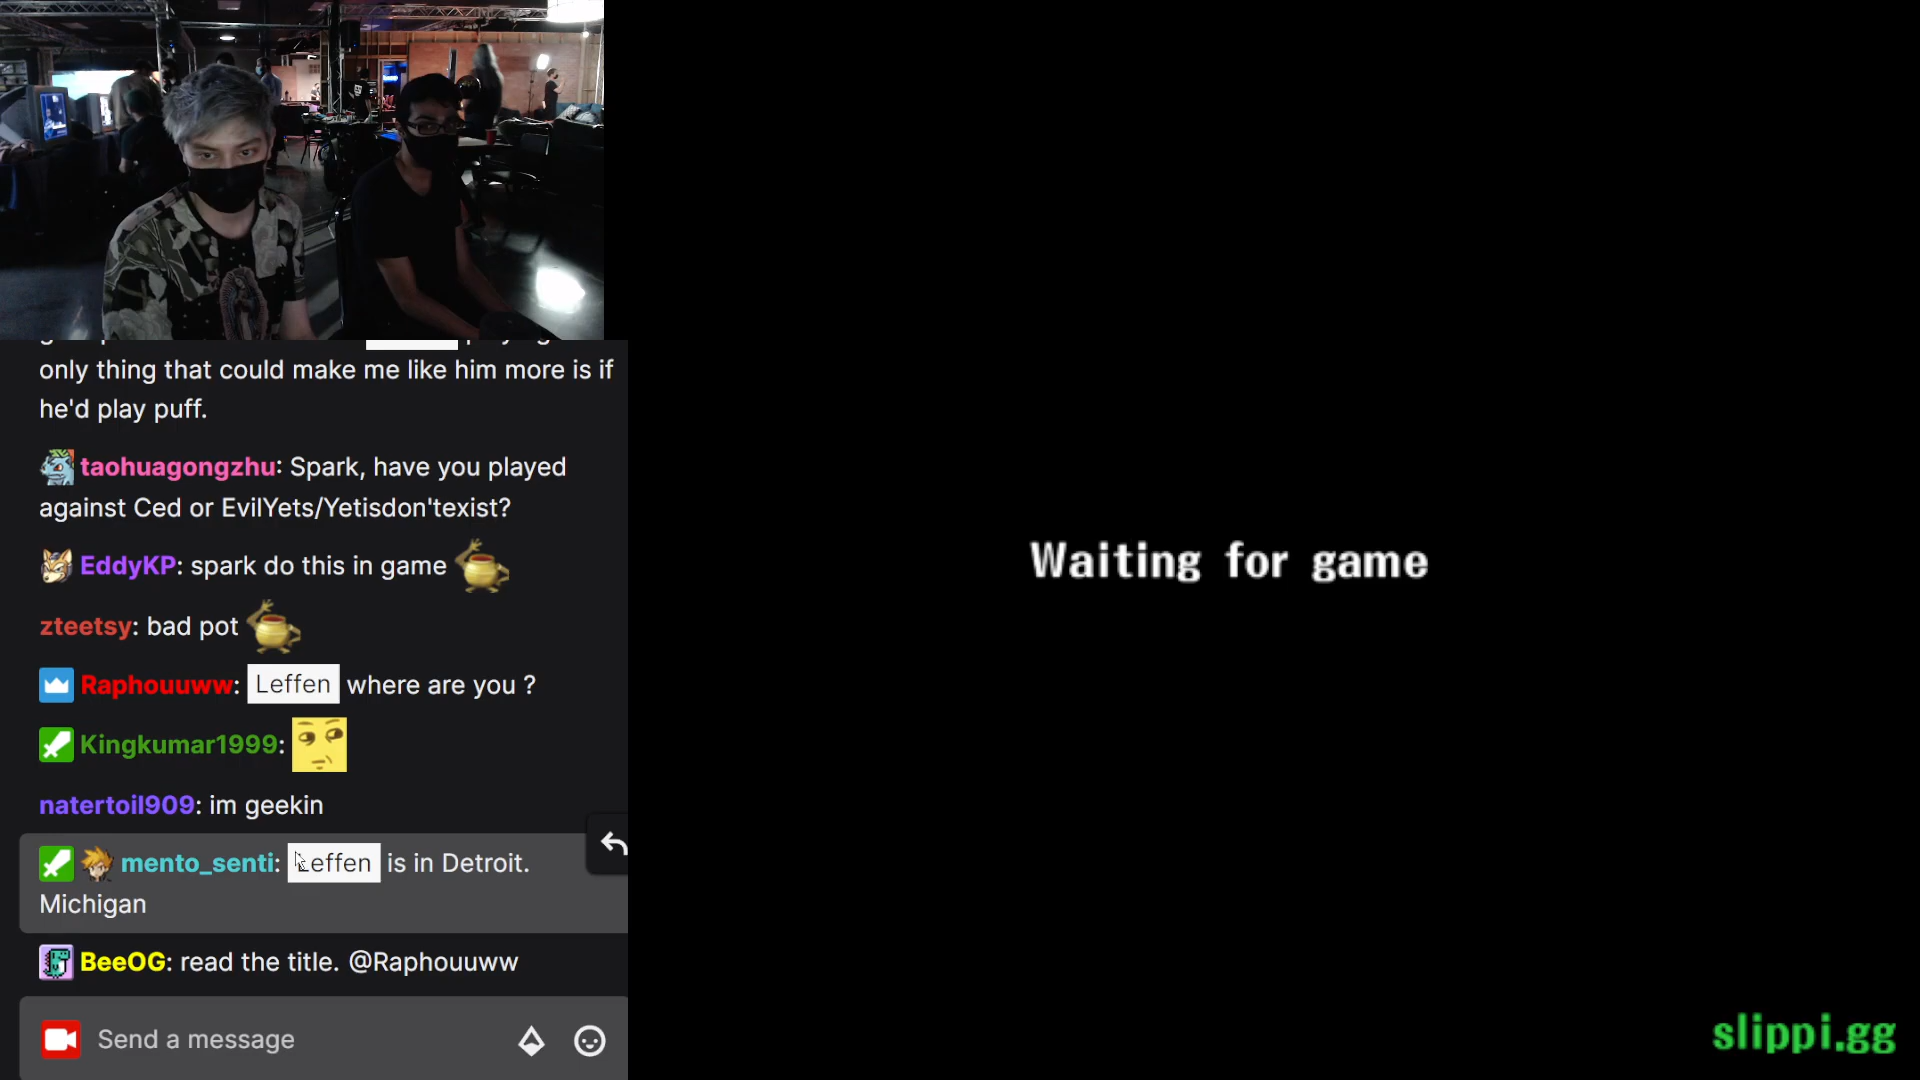 only thing that could make me like him more is if
he'd play puff.
taohuagongzhu: Spark, have you played
against Ced or EvilYets/Yetisdon'texist?
EddyKP: spark do this in game
zteetsy: bad pot
Raphouuww: Leffen where are you ?
Kingkumar1999:
natertoil909: im geekin
mento_senti: Leffen is in Detroit.
Michigan
BeeOG: read the title. @Raphouuww
Send a message
Waiting for game
slippi.gg